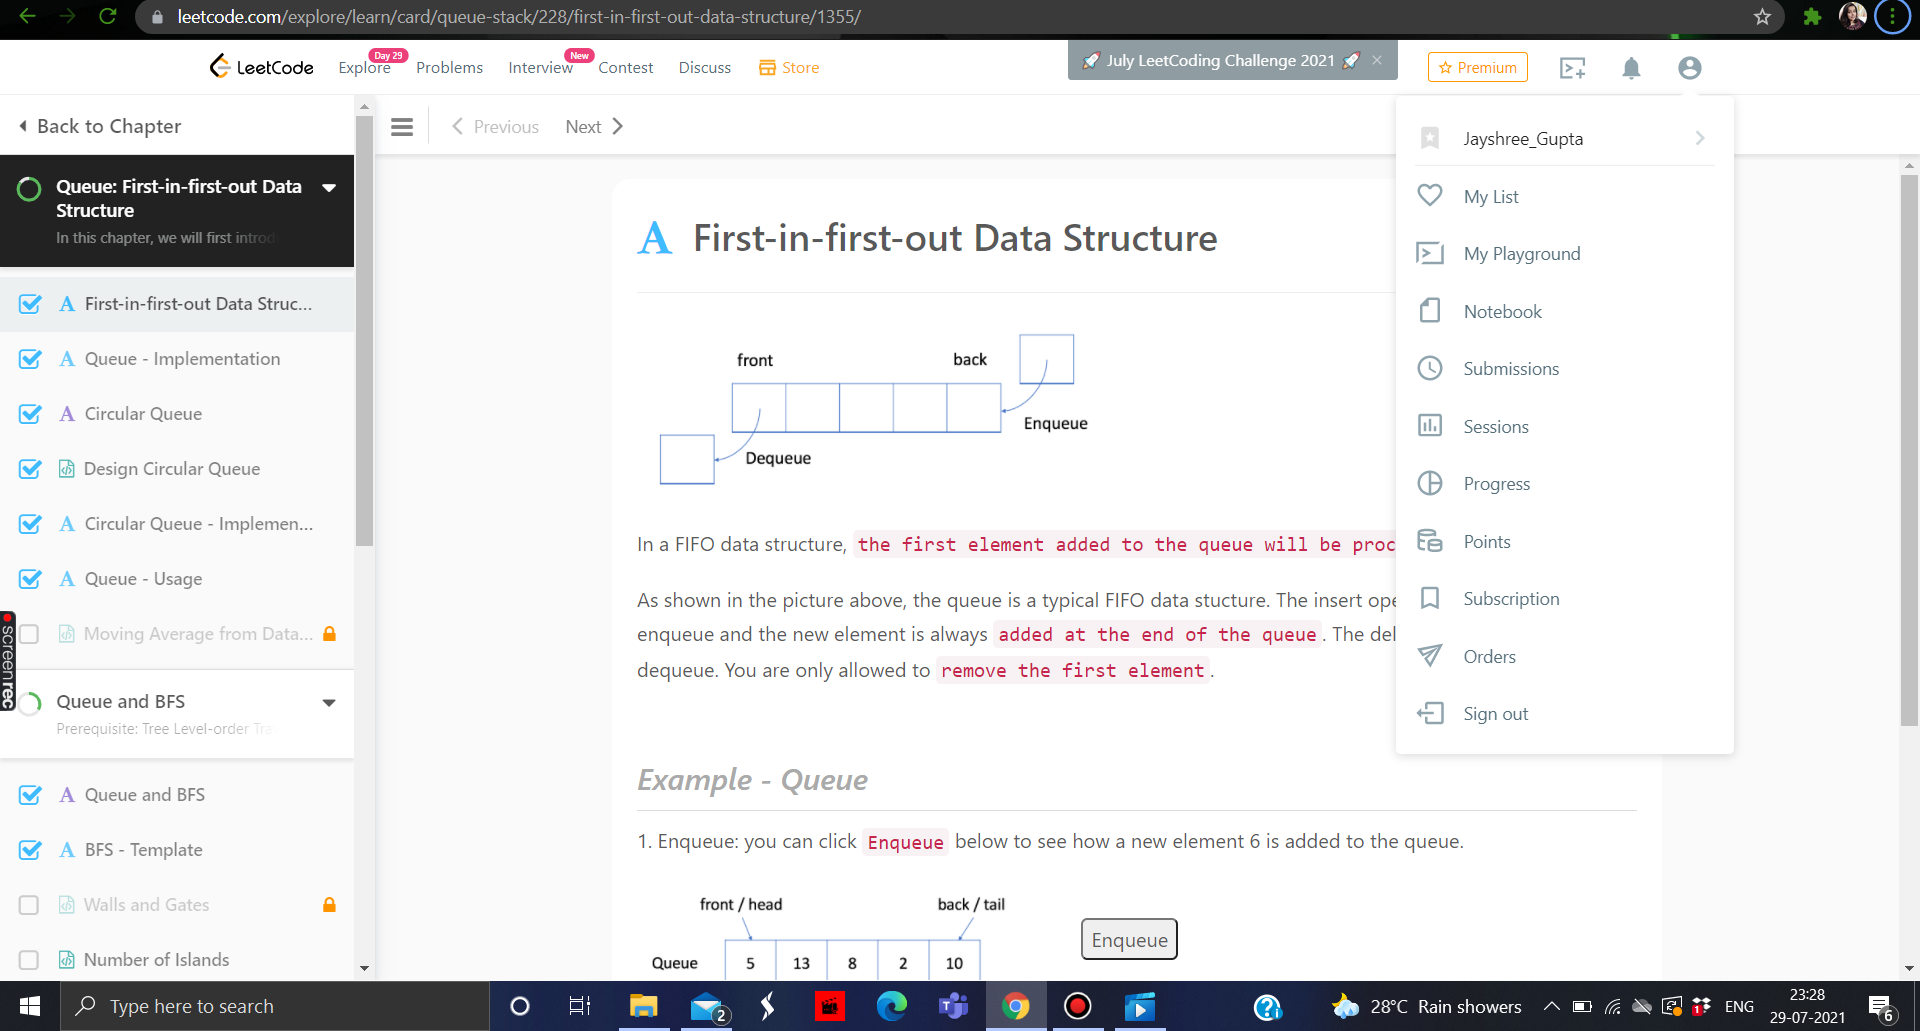 leetcode.com/explore/learn/card/queue-stack/228/first-in-first-out-data-structure/1355/
LeetCode
Explore
Day 29
Problems
Interview
New
Contest
Discuss
Store
July LeetCoding Challenge 2021
Premium
Back to Chapter
Previous
Next
Queue: First-in-first-out Data
Structure
In this chapter, we will first introd
A First-in-first-out Data Struc...
A Queue - Implementation
A Circular Queue
Design Circular Queue
A Circular Queue - Implemen...
A Queue - Usage
Moving Average from Data...
Queue and BFS
Prerequisite: Tree Level-order Tra
A Queue and BFS
A BFS - Template
Walls and Gates
Number of Islands
screenrec
A First-in-first-out Data Structure
front
back
Enqueue
Dequeue
In a FIFO data structure, the first element added to the queue will be proc
As shown in the picture above, the queue is a typical FIFO data stucture. The insert ope
enqueue and the new element is always added at the end of the queue. The del
dequeue. You are only allowed to remove the first element.
Example - Queue
1. Enqueue: you can click Enqueue below to see how a new element 6 is added to the queue.
front / head
back / tail
Queue 5 13 8 2 10
Enqueue
Jayshree_Gupta
My List
My Playground
Notebook
Submissions
Sessions
Progress
Points
Subscription
Orders
Sign out
Type here to search
2
28°C Rain showers
1
ENG
23:28
29-07-2021
6